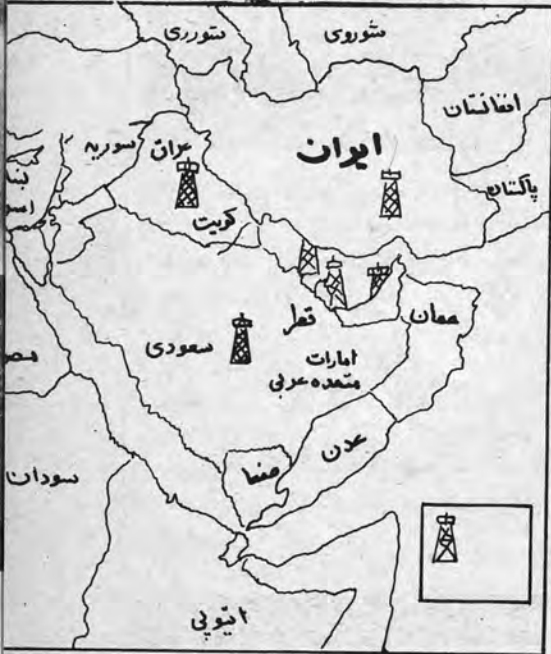 شوروی
شوروی
افغانستان
ایران
پاکستان
عراق
سوریه
کویت
قطر
عمان
سعودی
امارات
متحده عربی
عدن
صنعا
سودان
اتیوپی